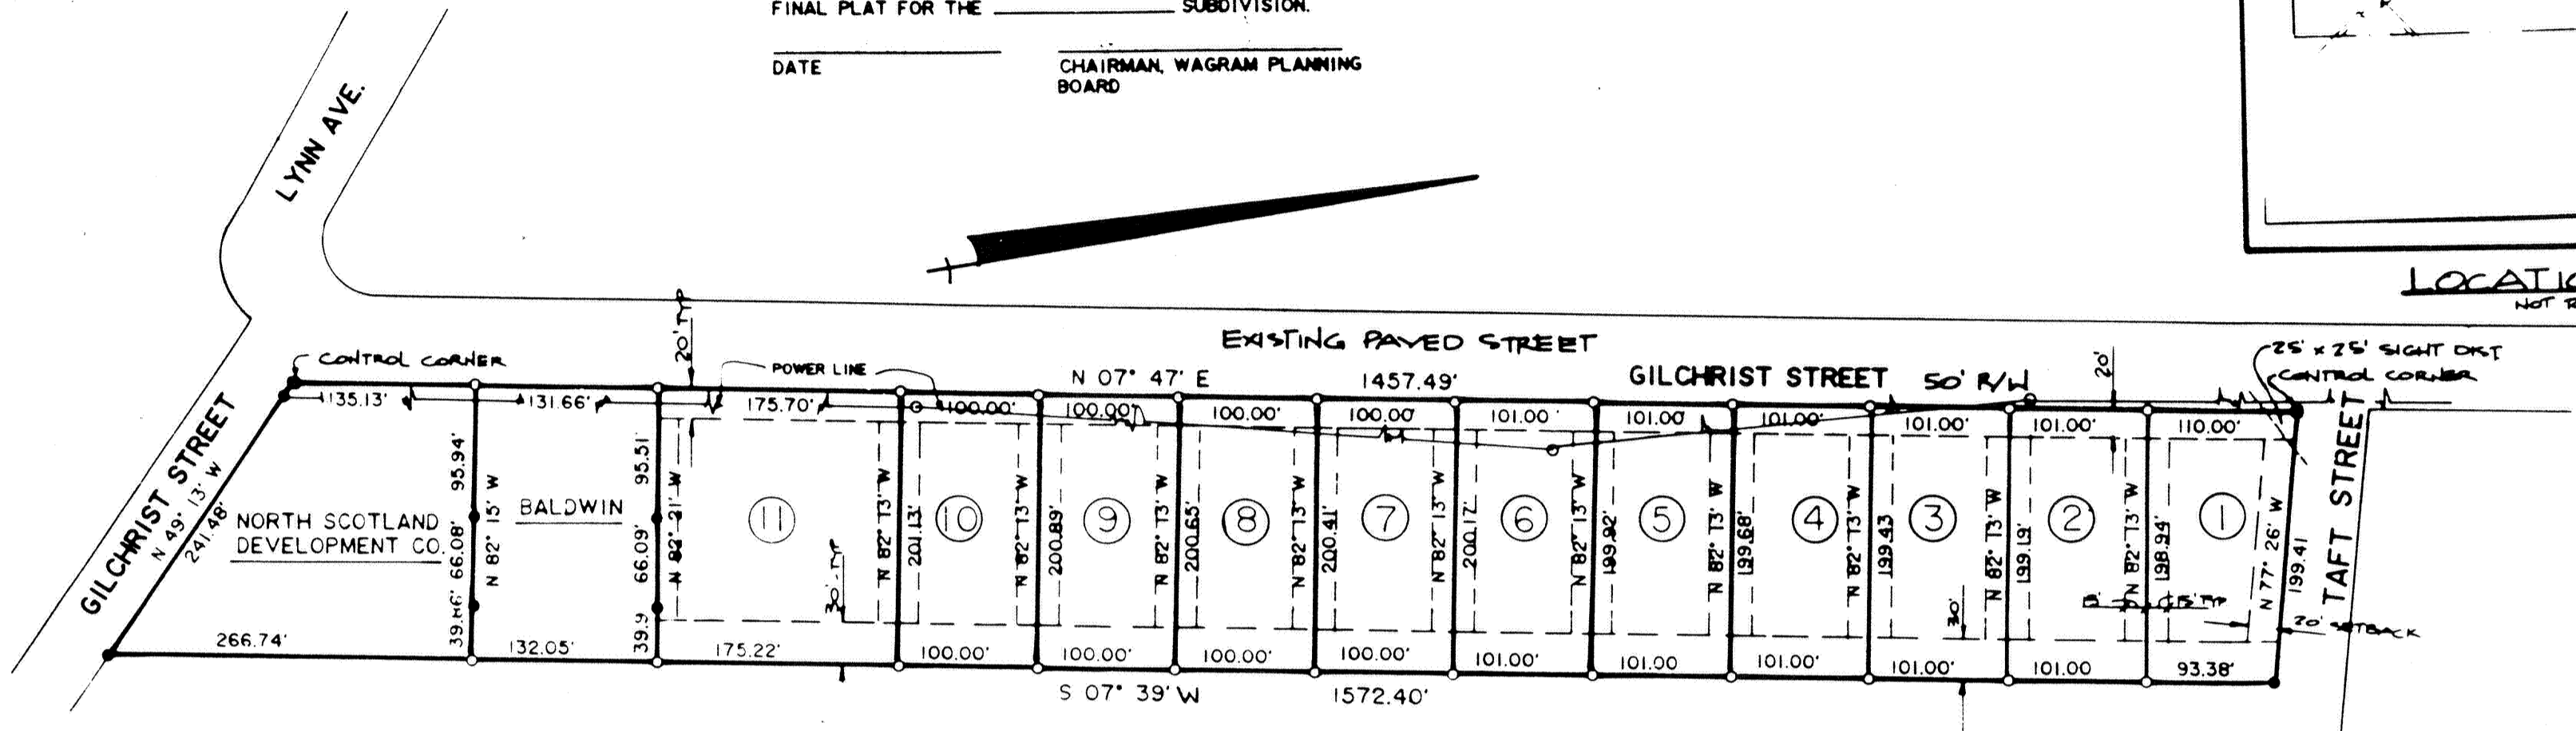 FINAL PLAT FOR THE ____________ SUBDIVISION.
DATE
CHAIRMAN, WAGRAM PLANNING
BOARD
LYNN AVE.
LOCATIO
NOT
EXISTING PAVED STREET
25' x 25' SIGHT DIST
CONTROL CORNER
CONTROL CORNER
20' TYP
POWER LINE
N 07° 47' E
1457.49'
GILCHRIST STREET
50' R/W
20'
135.13'
131.66'
175.70'
100.00'
100.00'
100.00'
100.00'
101.00'
101.00
101.00'
101.00'
101.00'
110.00'
GILCHRIST STREET
N 49° 13' W
241.48'
NORTH SCOTLAND
DEVELOPMENT CO.
95.94'
66.08'
39.86'
N 82° 15' W
BALDWIN
95.51'
66.09'
39.9
N 82° 21' W
11
N 82° 13' W
201.13'
10
N 82° 13' W
200.89'
9
N 82° 13' W
200.65'
8
N 82° 13' W
200.41'
7
N 82° 13' W
200.17'
6
N 82° 13' W
199.92'
5
N 82° 13' W
199.68'
4
N 82° 13' W
199.43
3
N 82° 13' W
199.19'
2
N 82° 13' W
198.94'
1
N 77° 26' W
199.41
TAFT STREET
30' TYP
30'
15' TYP
20' SETBACK
266.74'
132.05'
175.22'
100.00'
100.00'
100.00'
100.00'
101.00'
101.00
101.00'
101.00'
101.00
93.38'
S 07° 39' W
1572.40'